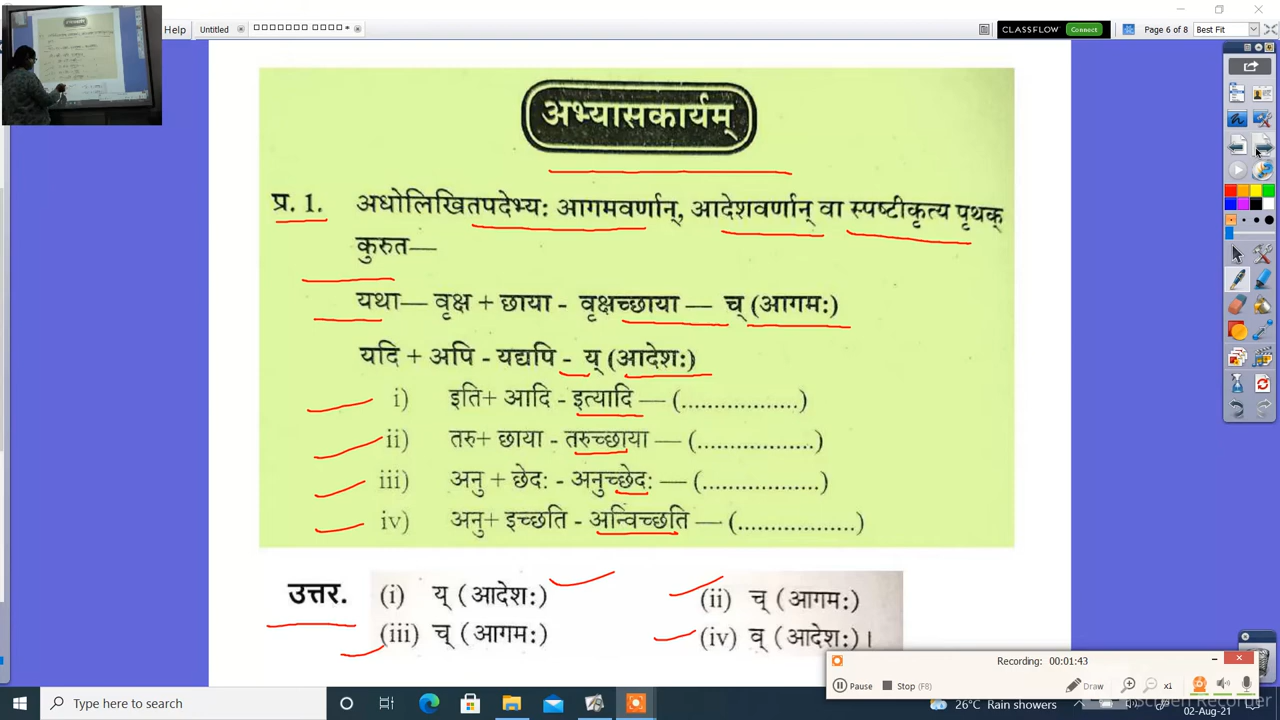 Help Untitled CLASSFLOW Connect Page 6 of 8 Best Fit
अभ्यासकार्यम्
प्र. 1. अधोलिखितपदेभ्यः आगमवर्णान्, आदेशवर्णान् वा स्पष्टीकृत्य पृथक्
कुरुत—
यथा— वृक्ष + छाया - वृक्षच्छाया — च् (आगमः)
यदि + अपि - यद्यपि - य् (आदेशः)
i) इति+ आदि - इत्यादि — (.................)
ii) तरु+ छाया - तरुच्छाया — (.................)
iii) अनु + छेदः - अनुच्छेदः — (.................)
iv) अनु+ इच्छति - अन्विच्छति — (.................)
उत्तर. (i) य् (आदेशः) (ii) च् (आगमः)
(iii) च् (आगमः) (iv) व् (आदेशः)।
Recording: 00:01:43
Pause Stop (F8) Draw x1
Type here to search 26°C Rain showers 02-Aug-21